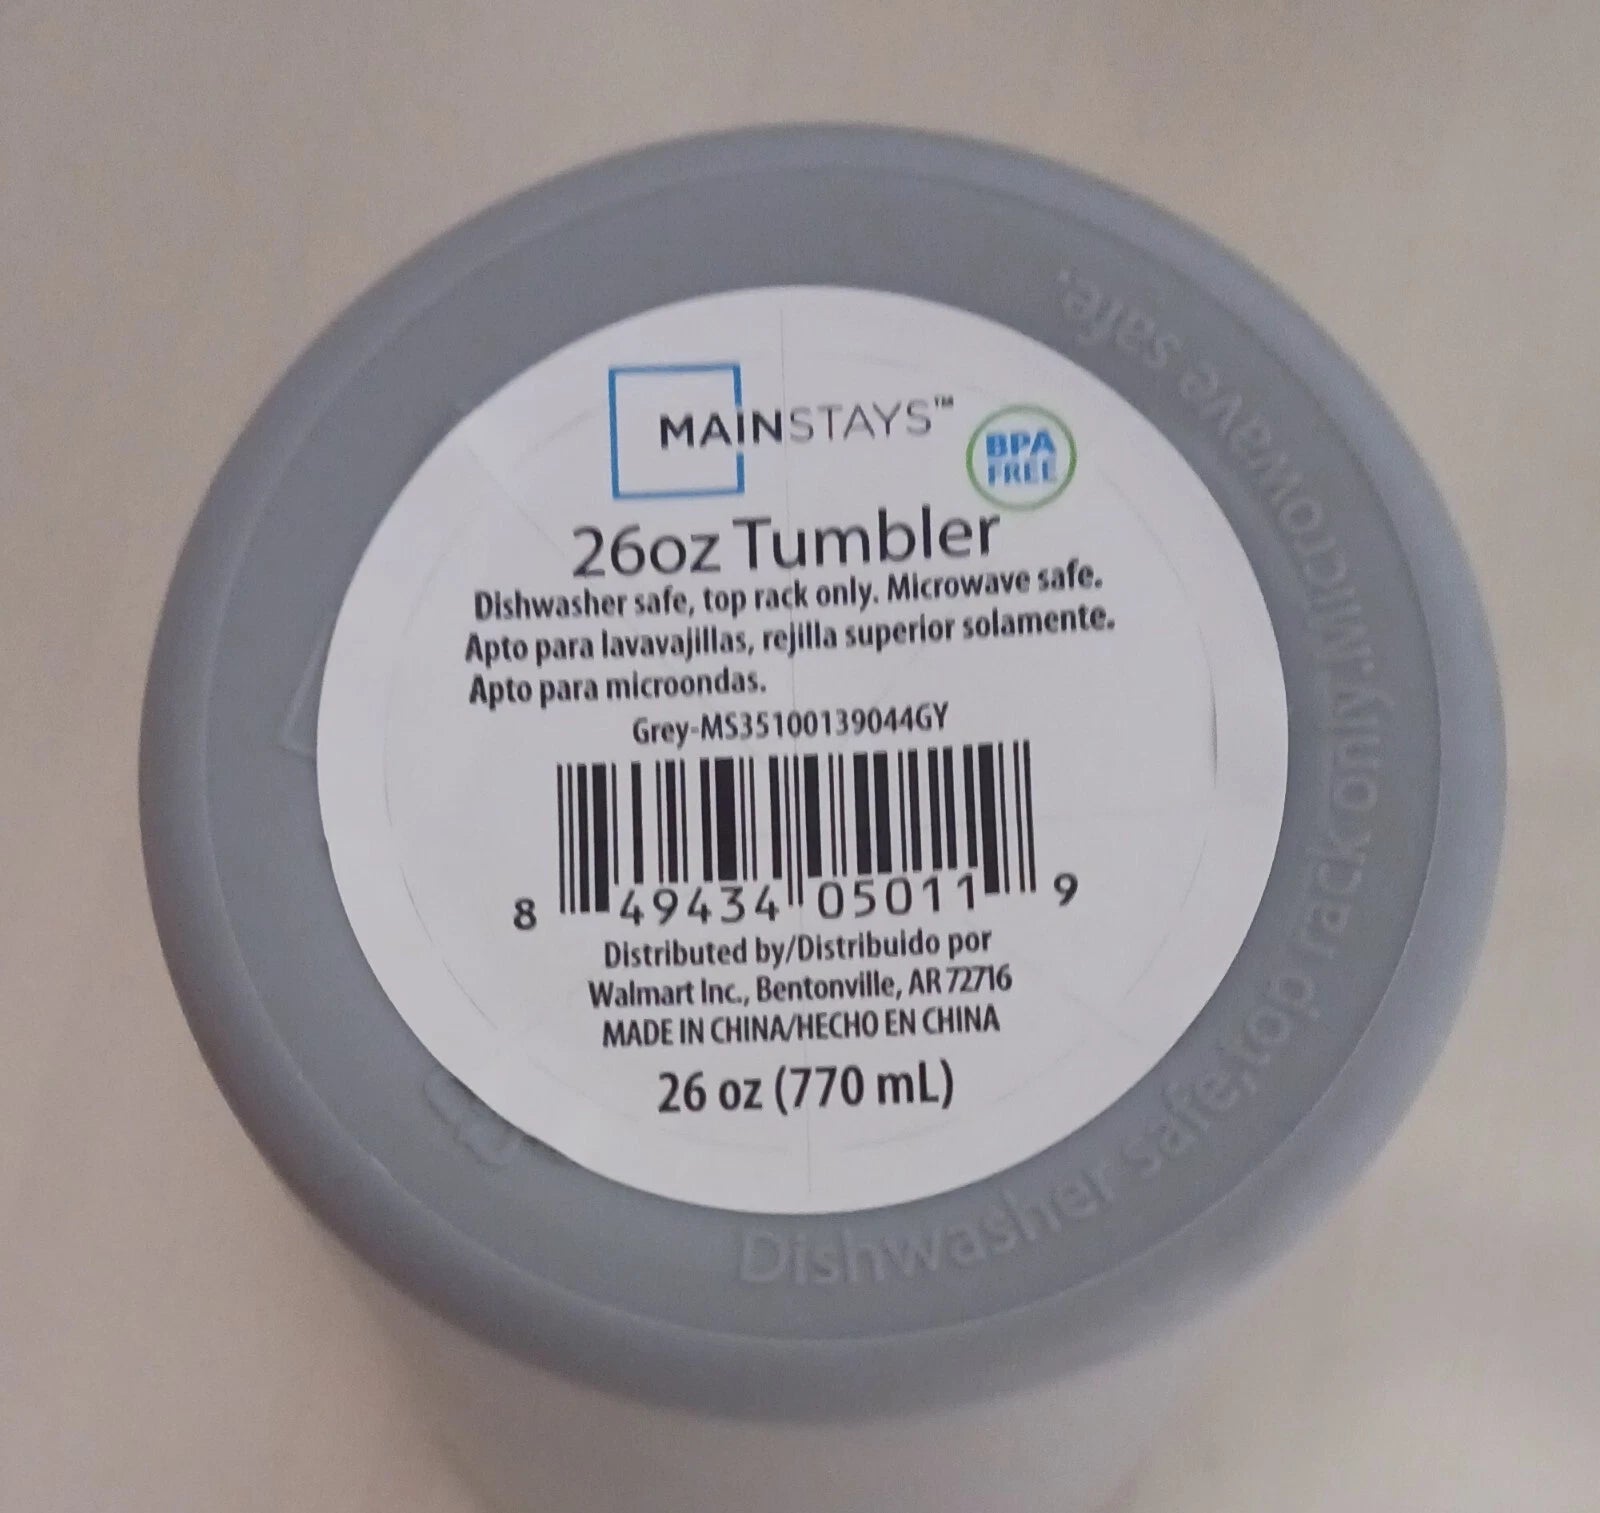 MAINSTAYS™
BPA
FREE
26oz Tumbler
Dishwasher safe, top rack only. Microwave safe.
Apto para lavavajillas, rejilla superior solamente.
Apto para microondas.
Grey-MS35100139044GY
8 49434 05011 9
Distributed by/Distribuido por
Walmart Inc., Bentonville, AR 72716
MADE IN CHINA/HECHO EN CHINA
26 oz (770 mL)
Dishwasher safe,top rack only.Microwave safe.